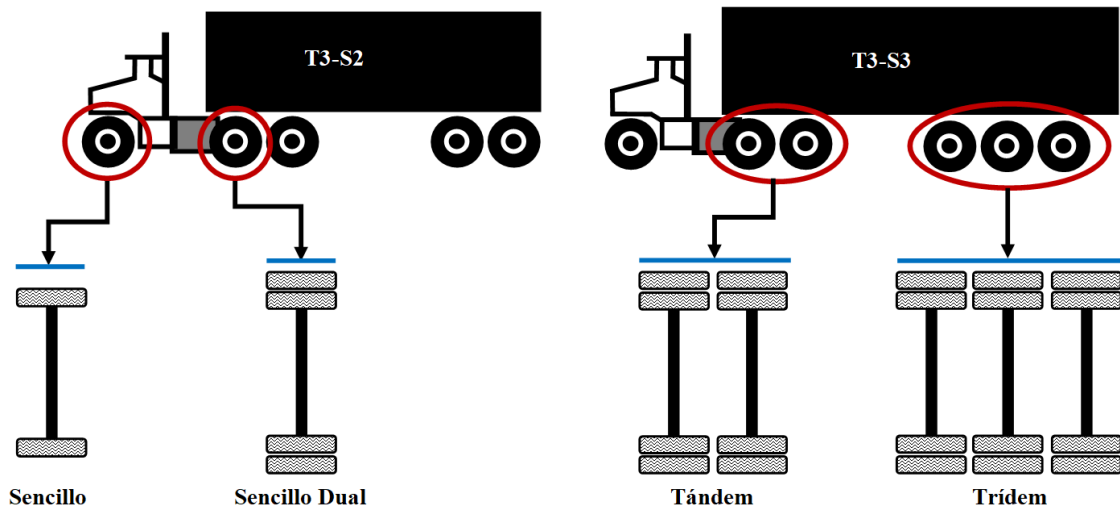 T3-S2
T3-S3
Sencillo
Sencillo Dual
Tándem
Trídem